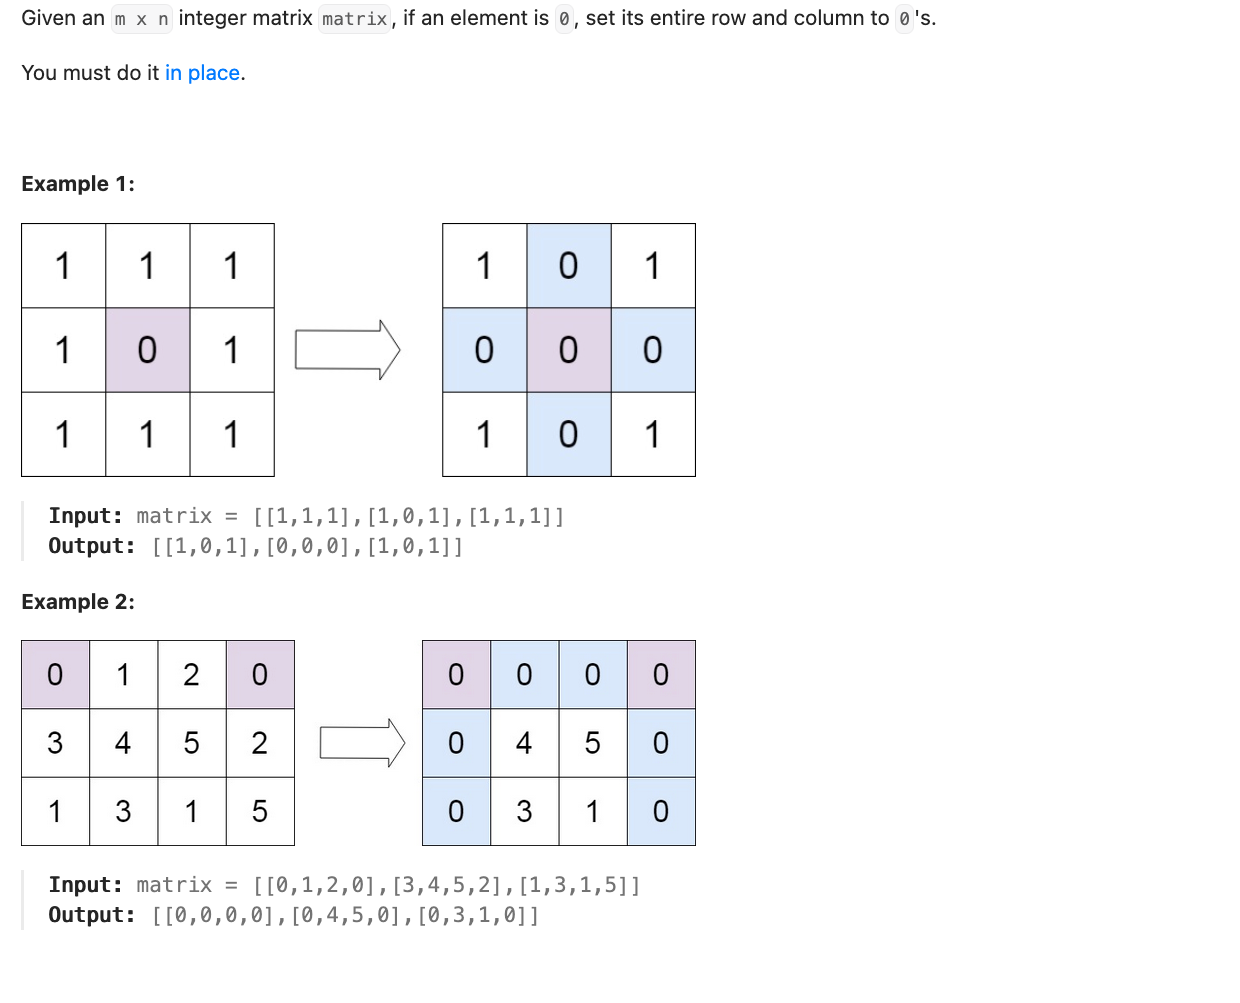 Given an m x n integer matrix matrix, if an element is 0, set its entire row and column to 0's.
You must do it in place.
Example 1:
1 1 1
1 0 1
1 1 1
1 0 1
0 0 0
1 0 1
Input: matrix = [[1,1,1],[1,0,1],[1,1,1]]
Output: [[1,0,1],[0,0,0],[1,0,1]]
Example 2:
0 1 2 0
3 4 5 2
1 3 1 5
0 0 0 0
0 4 5 0
0 3 1 0
Input: matrix = [[0,1,2,0],[3,4,5,2],[1,3,1,5]]
Output: [[0,0,0,0],[0,4,5,0],[0,3,1,0]]